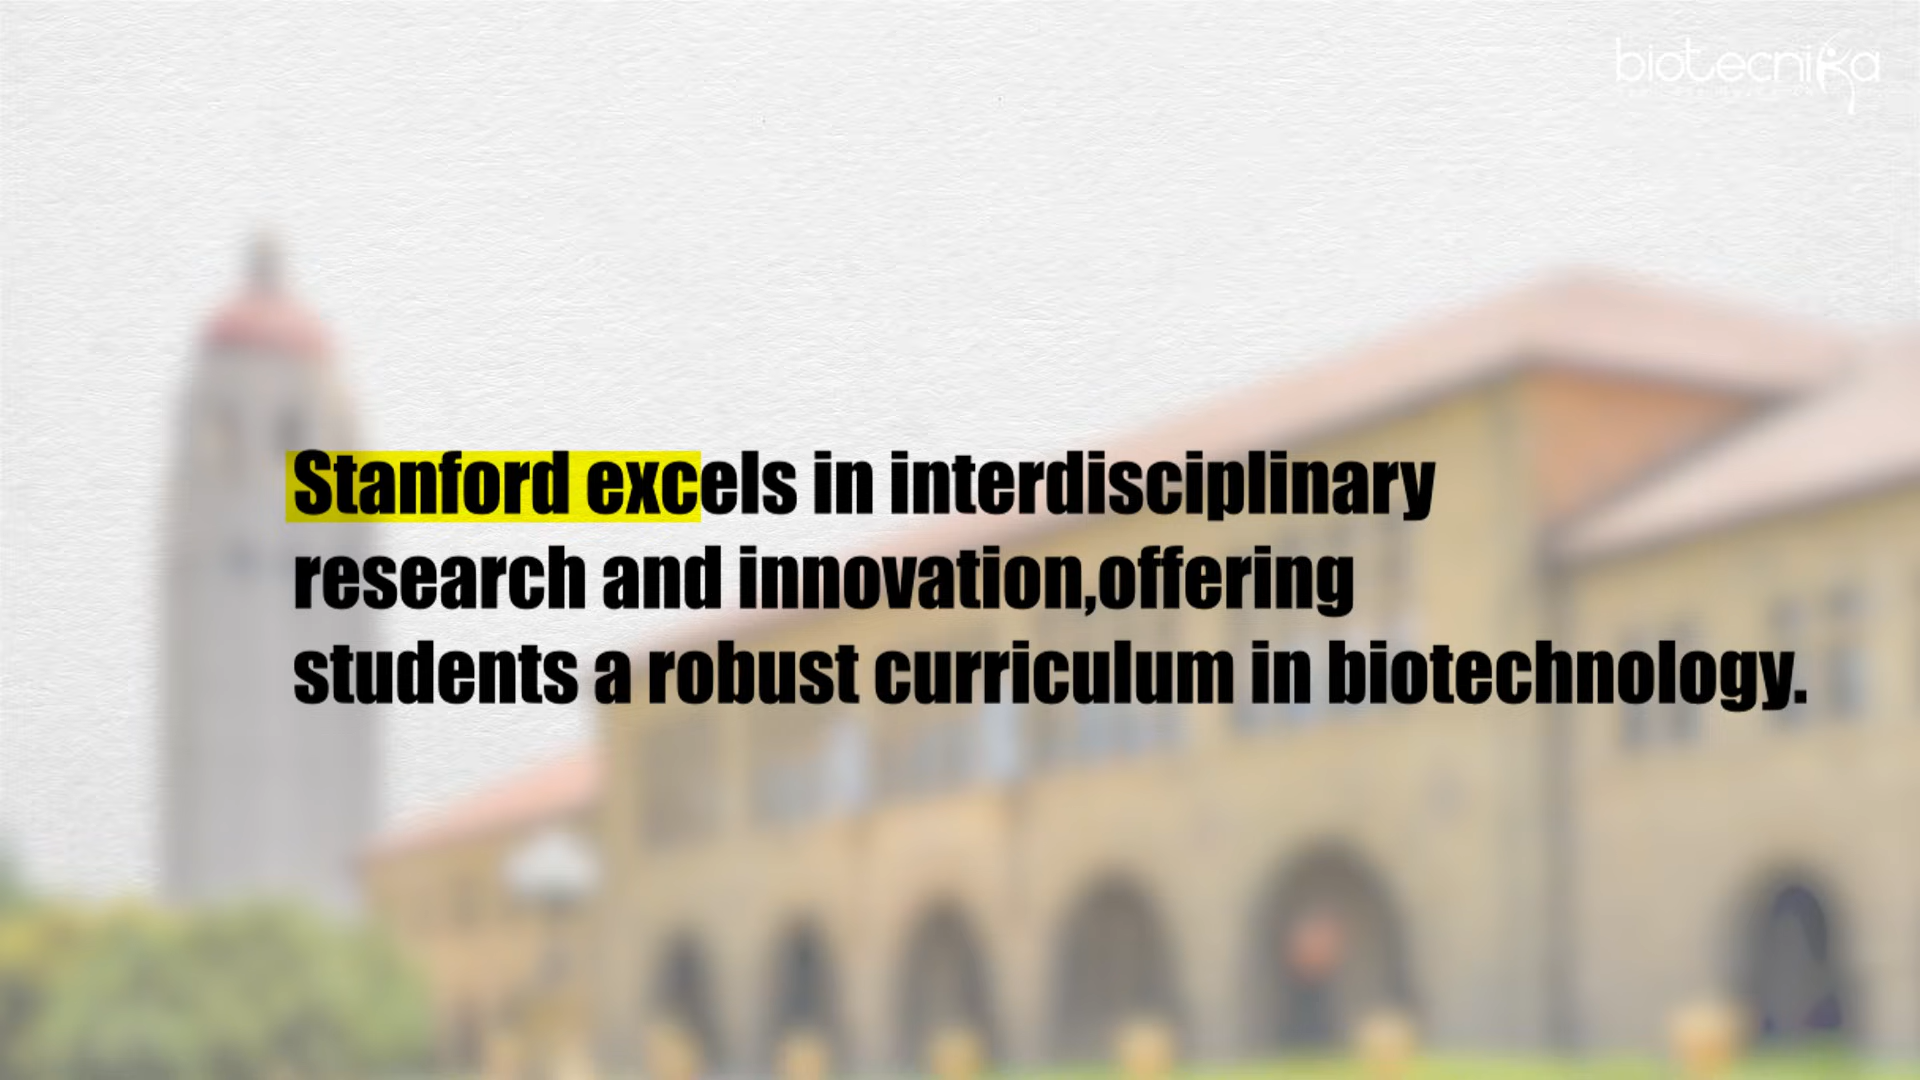 biotecnika
Stanford excels in interdisciplinary
research and innovation,offering
students a robust curriculum in biotechnology.